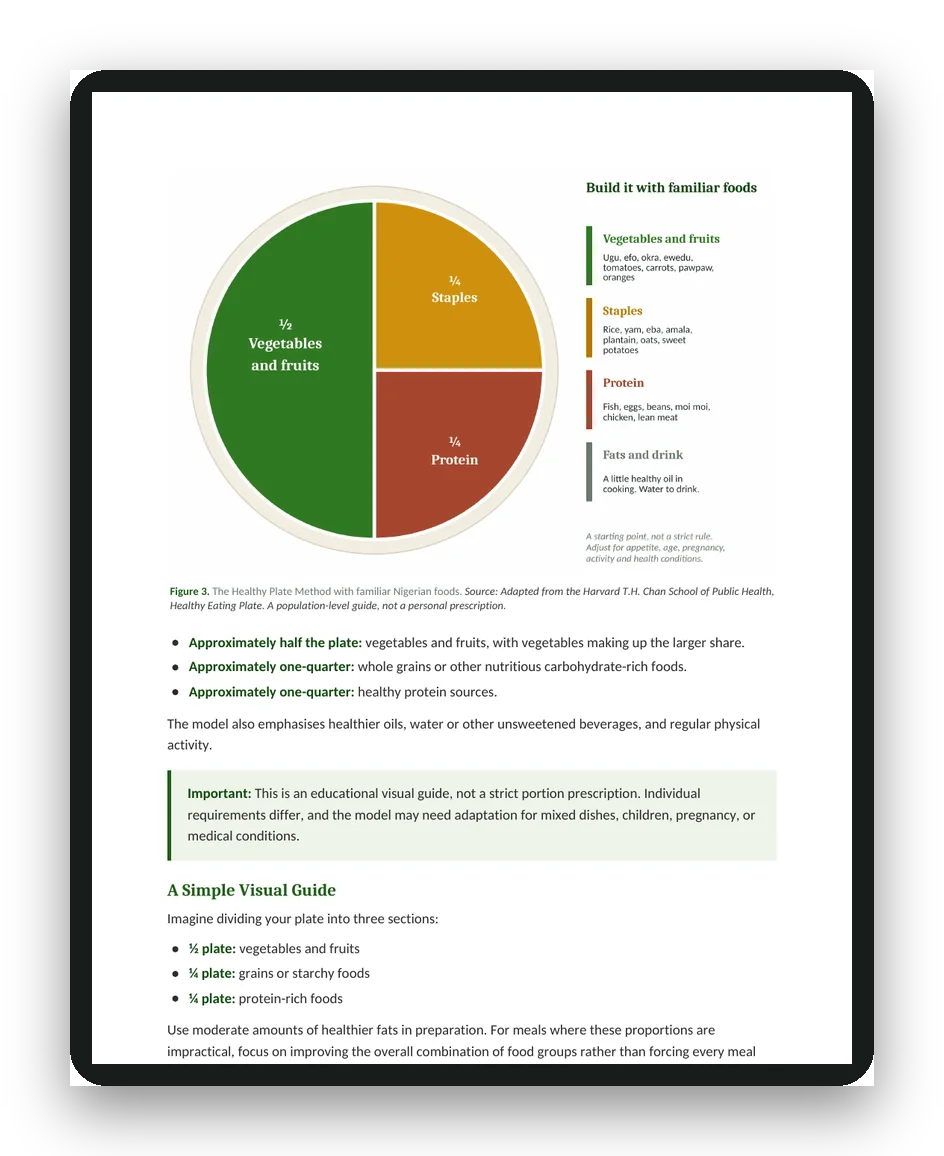 ½
Vegetables
and fruits
¼
Staples
¼
Protein
Build it with familiar foods
Vegetables and fruits
Ugu, efo, okra, ewedu,
tomatoes, carrots, pawpaw,
oranges
Staples
Rice, yam, eba, amala,
plantain, oats, sweet
potatoes
Protein
Fish, eggs, beans, moi moi,
chicken, lean meat
Fats and drink
A little healthy oil in
cooking. Water to drink.
A starting point, not a strict rule.
Adjust for appetite, age, pregnancy,
activity and health conditions.
Figure 3. The Healthy Plate Method with familiar Nigerian foods. Source: Adapted from the Harvard T.H. Chan School of Public Health,
Healthy Eating Plate. A population-level guide, not a personal prescription.
● Approximately half the plate: vegetables and fruits, with vegetables making up the larger share.
● Approximately one-quarter: whole grains or other nutritious carbohydrate-rich foods.
● Approximately one-quarter: healthy protein sources.
The model also emphasises healthier oils, water or other unsweetened beverages, and regular physical
activity.
Important: This is an educational visual guide, not a strict portion prescription. Individual
requirements differ, and the model may need adaptation for mixed dishes, children, pregnancy, or
medical conditions.
A Simple Visual Guide
Imagine dividing your plate into three sections:
● ½ plate: vegetables and fruits
● ¼ plate: grains or starchy foods
● ¼ plate: protein-rich foods
Use moderate amounts of healthier fats in preparation. For meals where these proportions are
impractical, focus on improving the overall combination of food groups rather than forcing every meal